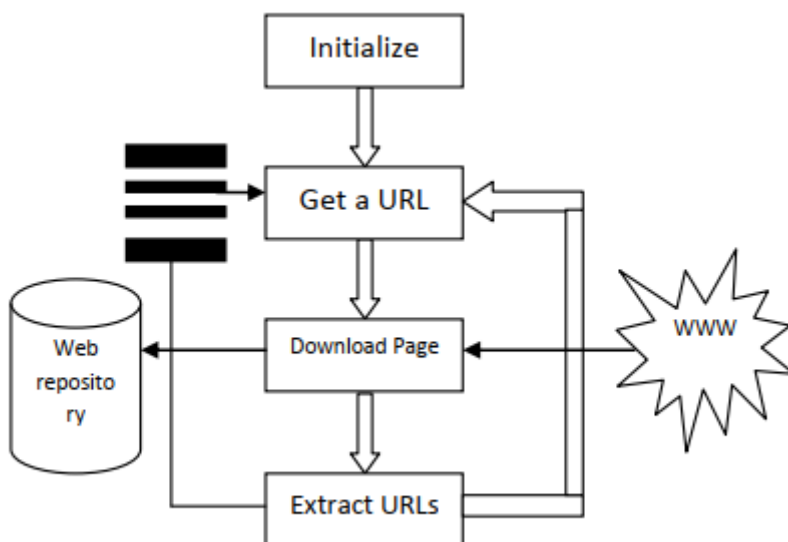 Initialize
Get a URL
Download Page
WWW
Web
reposito
ry
Extract URLs